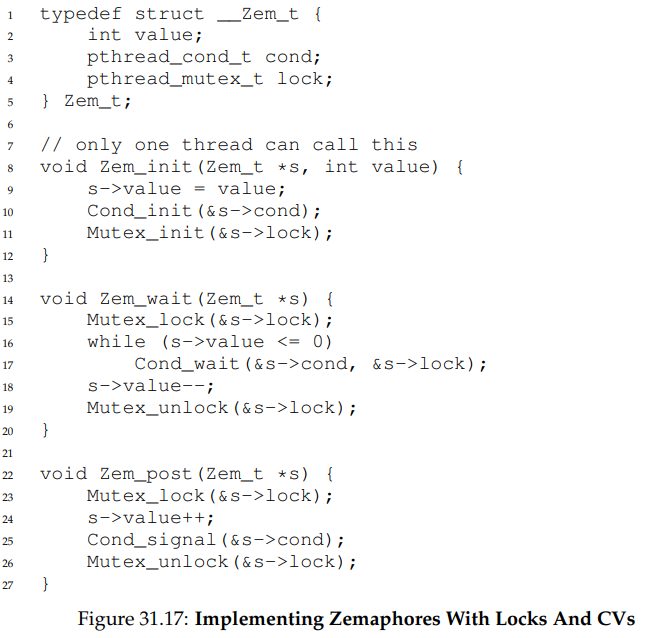 1 typedef struct __Zem_t {
2     int value;
3     pthread_cond_t cond;
4     pthread_mutex_t lock;
5 } Zem_t;
6
7 // only one thread can call this
8 void Zem_init(Zem_t *s, int value) {
9     s->value = value;
10     Cond_init(&s->cond);
11     Mutex_init(&s->lock);
12 }
13
14 void Zem_wait(Zem_t *s) {
15     Mutex_lock(&s->lock);
16     while (s->value <= 0)
17         Cond_wait(&s->cond, &s->lock);
18     s->value--;
19     Mutex_unlock(&s->lock);
20 }
21
22 void Zem_post(Zem_t *s) {
23     Mutex_lock(&s->lock);
24     s->value++;
25     Cond_signal(&s->cond);
26     Mutex_unlock(&s->lock);
27 }
Figure 31.17: Implementing Zemaphores With Locks And CVs